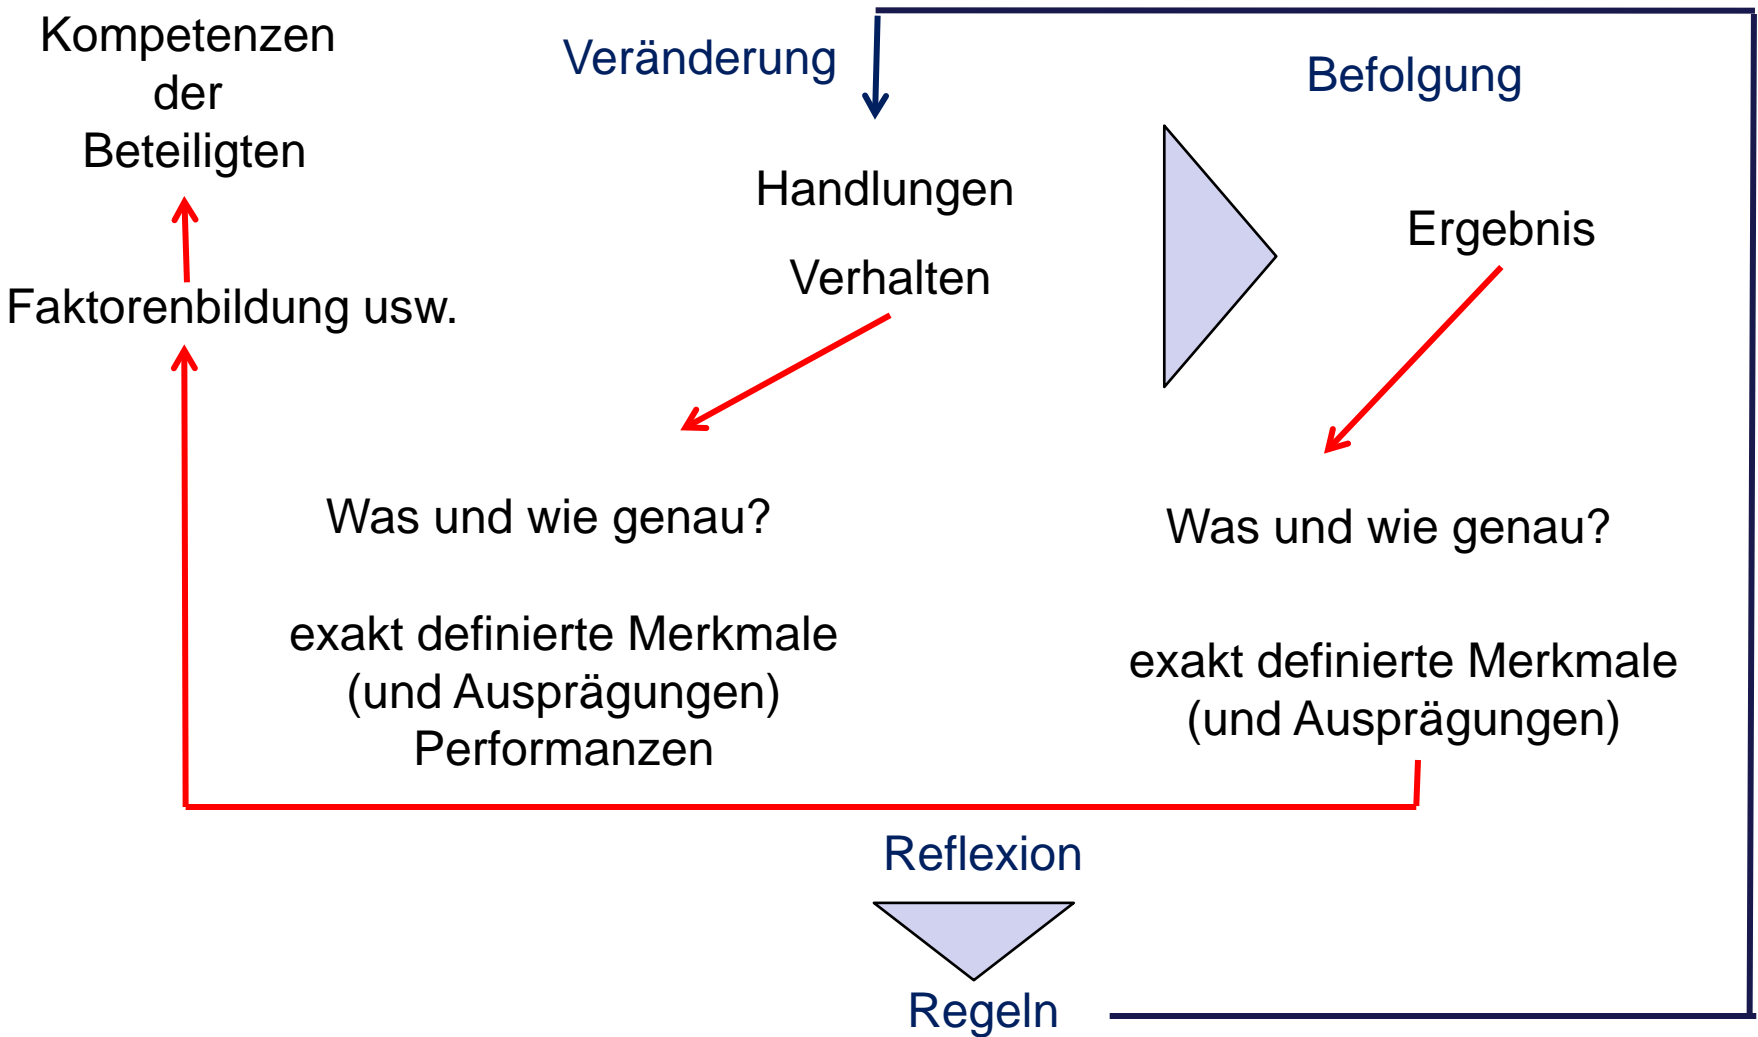 Kompetenzen
der
Beteiligten
Faktorenbildung usw.
Veränderung
Befolgung
Handlungen
Verhalten
Ergebnis
Was und wie genau?
exakt definierte Merkmale
(und Ausprägungen)
Performanzen
Was und wie genau?
exakt definierte Merkmale
(und Ausprägungen)
Reflexion
Regeln